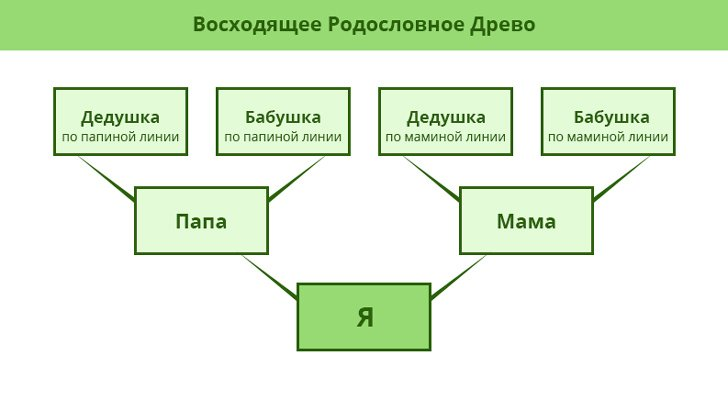 Восходящее Родословное Древо
Дедушка
по папиной линии
Бабушка
по папиной линии
Дедушка
по маминой линии
Бабушка
по маминой линии
Папа
Мама
Я